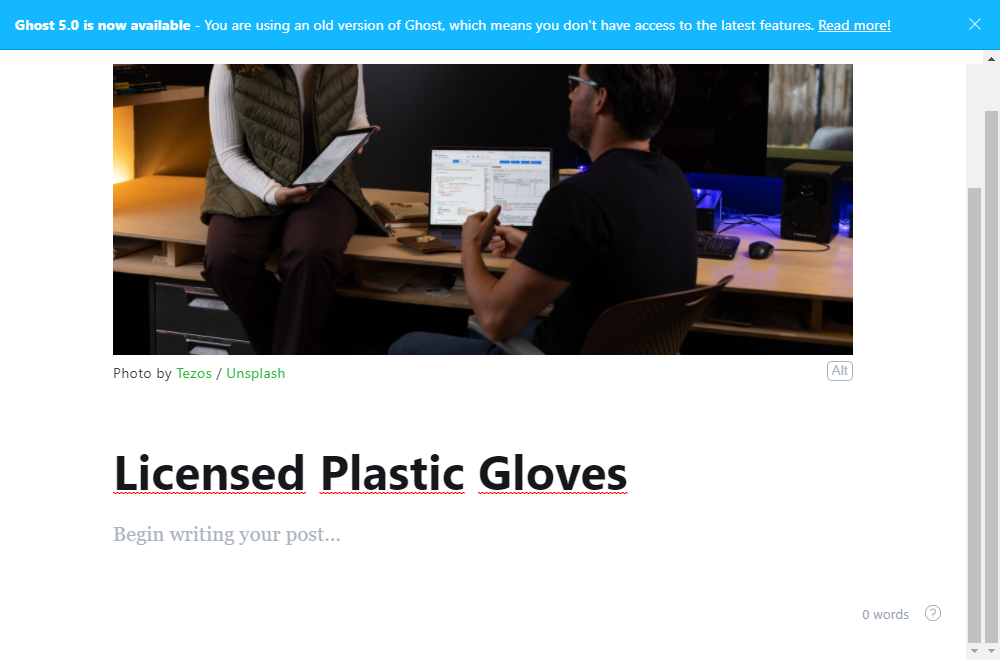 Ghost 5.0 is now available - You are using an old version of Ghost, which means you don't have access to the latest features. Read more!
Photo by Tezos / Unsplash
Alt
Licensed Plastic Gloves
Begin writing your post...
0 words
?